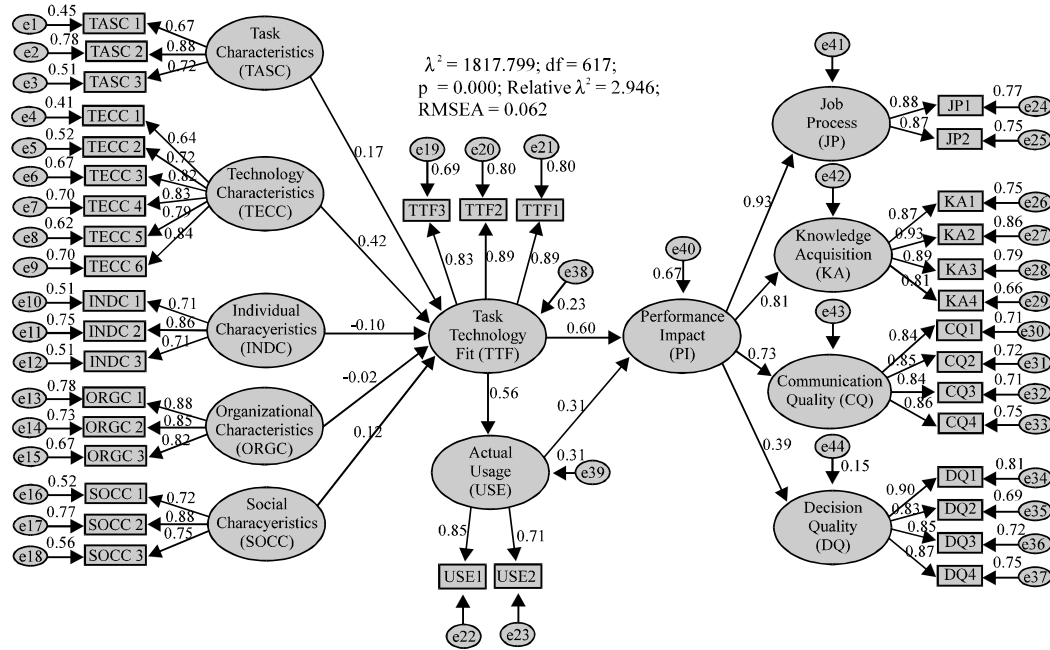 e1
0.45
TASC 1
e2
0.78
TASC 2
e3
0.51
TASC 3
0.67
0.88
0.72
Task
Characteristics
(TASC)
e4
0.41
TECC 1
e5
0.52
TECC 2
e6
0.67
TECC 3
e7
0.70
TECC 4
e8
0.62
TECC 5
e9
0.70
TECC 6
0.64
0.72
0.82
0.83
0.79
0.84
Technology
Characteristics
(TECC)
e10
0.51
INDC 1
e11
0.75
INDC 2
e12
0.51
INDC 3
0.71
0.86
0.71
Individual
Characyeristics
(INDC)
e13
0.78
ORGC 1
e14
0.73
ORGC 2
e15
0.67
ORGC 3
0.88
0.85
0.82
Organizational
Characteristics
(ORGC)
e16
0.52
SOCC 1
e17
0.77
SOCC 2
e18
0.56
SOCC 3
0.72
0.88
0.75
Social
Characyeristics
(SOCC)
0.17
0.42
-0.10
-0.02
0.12
λ² = 1817.799; df = 617;
p = 0.000; Relative λ² = 2.946;
RMSEA = 0.062
e19
e20
e21
0.69
0.80
0.80
TTF3
TTF2
TTF1
0.83
0.89
0.89
e38
0.23
Task
Technology
Fit (TTF)
0.60
0.56
0.31
Actual
Usage
(USE)
0.31
e39
0.85
0.71
USE1
USE2
e22
e23
e40
0.67
Performance
Impact
(PI)
0.93
0.81
0.73
0.39
e41
Job
Process
(JP)
0.88
0.87
JP1
0.77
e24
JP2
0.75
e25
e42
Knowledge
Acquisition
(KA)
0.87
0.93
0.89
0.81
KA1
0.75
e26
KA2
0.86
e27
KA3
0.79
e28
KA4
0.66
e29
e43
Communication
Quality (CQ)
0.84
0.85
0.84
0.86
CQ1
0.71
e30
CQ2
0.72
e31
CQ3
0.71
e32
CQ4
0.75
e33
e44
0.15
Decision
Quality
(DQ)
0.90
0.83
0.85
0.87
DQ1
0.81
e34
DQ2
0.69
e35
DQ3
0.72
e36
DQ4
0.75
e37